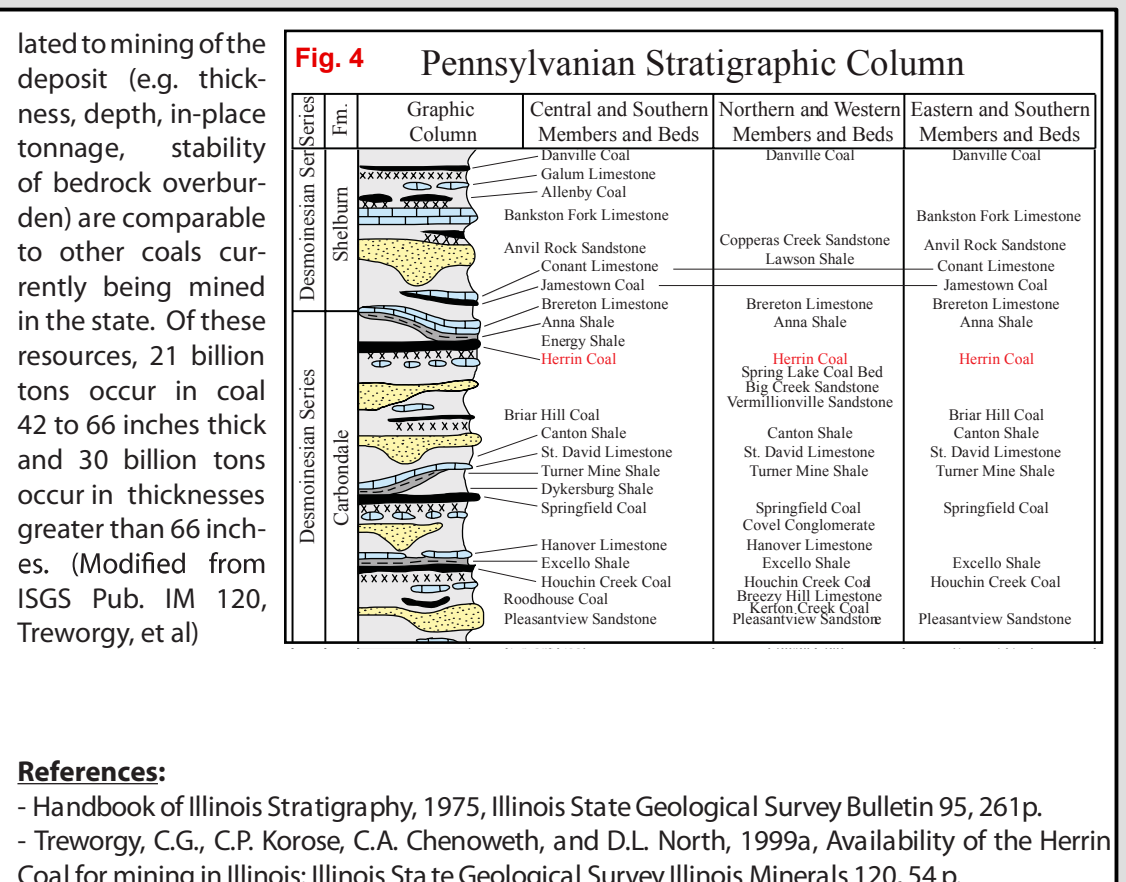 lated to mining of the
deposit (e.g. thick-
ness, depth, in-place
tonnage, stability
of bedrock overbur-
den) are comparable
to other coals cur-
rently being mined
in the state. Of these
resources, 21 billion
tons occur in coal
42 to 66 inches thick
and 30 billion tons
occur in thicknesses
greater than 66 inch-
es. (Modified from
ISGS Pub. IM 120,
Treworgy, et al)
Fig. 4
Pennsylvanian Stratigraphic Column
Series
Fm.
Graphic
Column
Central and Southern
Members and Beds
Northern and Western
Members and Beds
Eastern and Southern
Members and Beds
Desmoinesian Ser
Shelburn
Desmoinesian Series
Carbondale
Danville Coal
Galum Limestone
Allenby Coal
Bankston Fork Limestone
Anvil Rock Sandstone
Conant Limestone
Jamestown Coal
Brereton Limestone
Anna Shale
Energy Shale
Herrin Coal
Briar Hill Coal
Canton Shale
St. David Limestone
Turner Mine Shale
Dykersburg Shale
Springfield Coal
Hanover Limestone
Excello Shale
Houchin Creek Coal
Roodhouse Coal
Pleasantview Sandstone
Danville Coal
Copperas Creek Sandstone
Lawson Shale
Brereton Limestone
Anna Shale
Herrin Coal
Spring Lake Coal Bed
Big Creek Sandstone
Vermillionville Sandstone
Canton Shale
St. David Limestone
Turner Mine Shale
Springfield Coal
Covel Conglomerate
Hanover Limestone
Excello Shale
Houchin Creek Coal
Breezy Hill Limestone
Kerton Creek Coal
Pleasantview Sandstone
Danville Coal
Bankston Fork Limestone
Anvil Rock Sandstone
Conant Limestone
Jamestown Coal
Brereton Limestone
Anna Shale
Herrin Coal
Briar Hill Coal
Canton Shale
St. David Limestone
Turner Mine Shale
Springfield Coal
Excello Shale
Houchin Creek Coal
Pleasantview Sandstone
References:
- Handbook of Illinois Stratigraphy, 1975, Illinois State Geological Survey Bulletin 95, 261p.
- Treworgy, C.G., C.P. Korose, C.A. Chenoweth, and D.L. North, 1999a, Availability of the Herrin
Coal for mining in Illinois: Illinois State Geological Survey Illinois Minerals 120, 54 p.